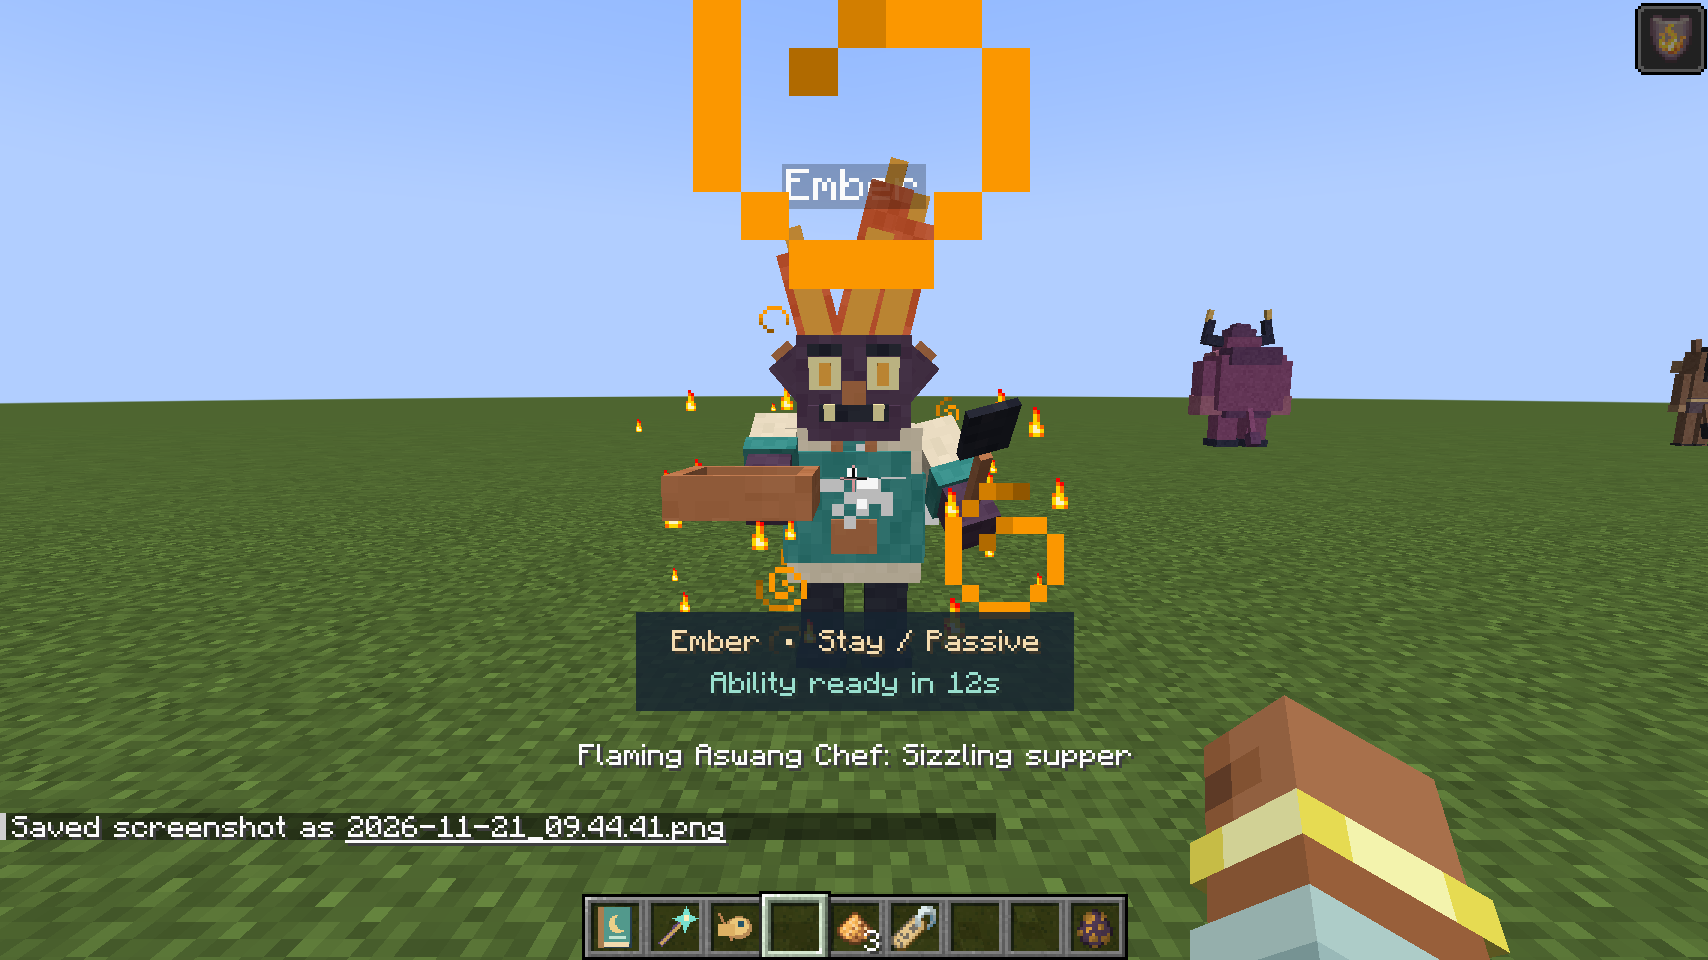 Ember
Ember • Stay / Passive
Ability ready in 12s
Flaming Aswang Chef: Sizzling supper
Saved screenshot as 2026-11-21_09.44.41.png
3